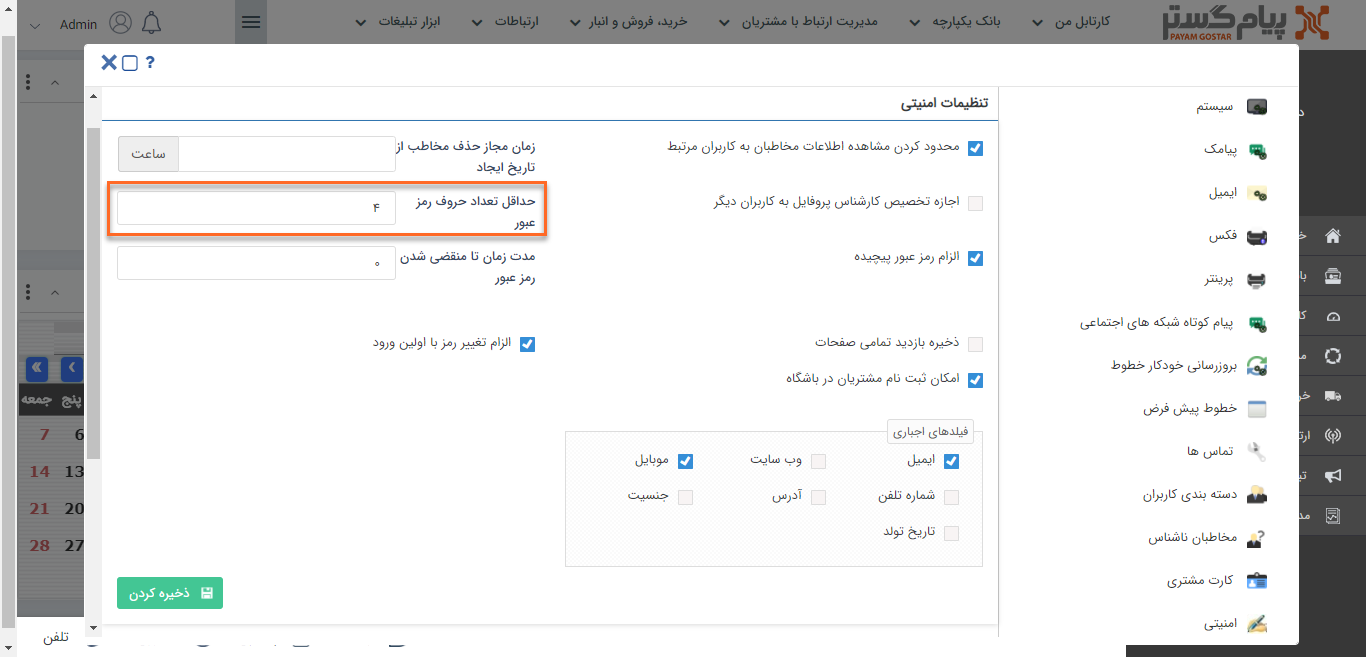 پیام گستر
PAYAM GOSTAR
کارتابل من
بانک یکپارچه
مدیریت ارتباط با مشتریان
خرید، فروش و انبار
ارتباطات
ابزار تبلیغات
Admin
?
سیستم
پیامک
ایمیل
فکس
پرینتر
پیام کوتاه شبکه های اجتماعی
بروزرسانی خودکار خطوط
خطوط پیش فرض
تماس ها
دسته بندی کاربران
مخاطبان ناشناس
کارت مشتری
امنیتی
تنظیمات امنیتی
محدود کردن مشاهده اطلاعات مخاطبان به کاربران مرتبط
زمان مجاز حذف مخاطب از
تاریخ ایجاد
ساعت
اجازه تخصیص کارشناس پروفایل به کاربران دیگر
حداقل تعداد حروف رمز
عبور
۴
الزام رمز عبور پیچیده
مدت زمان تا منقضی شدن
رمز عبور
۰
ذخیره بازدید تمامی صفحات
الزام تغییر رمز با اولین ورود
امکان ثبت نام مشتریان در باشگاه
فیلدهای اجباری
ایمیل
وب سایت
موبایل
شماره تلفن
آدرس
جنسیت
تاریخ تولد
ذخیره کردن
پنج جمعه
6 7
13 14
20 21
27 28
تلفن